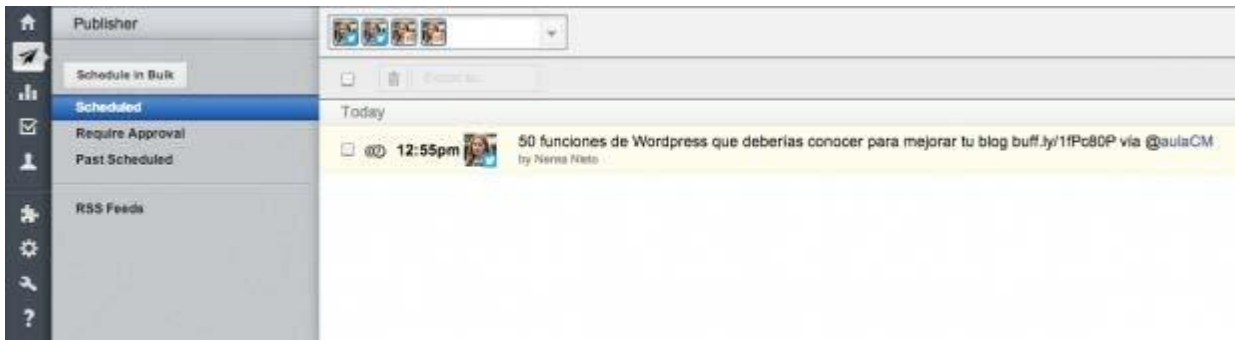 Publisher
Schedule in Bulk
Scheduled
Require Approval
Past Scheduled
RSS Feeds
Today
12:55pm
50 funciones de Wordpress que deberías conocer para mejorar tu blog buff.ly/1fPc80P via @aulaCM
by Nerea Nieto
?